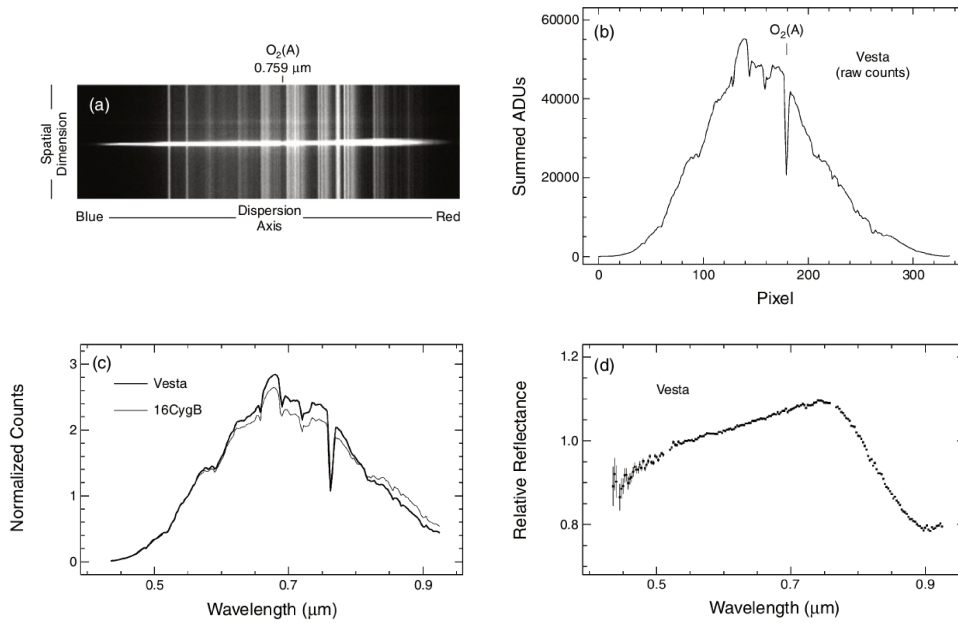 O₂(A)
0.759 µm
(a)
Spatial
Dimension
Blue
Dispersion
Axis
Red
(b)
O₂(A)
Vesta
(raw counts)
60000
40000
20000
0
Summed ADUs
0 100 200 300
Pixel
(c)
Vesta
16CygB
3
2
1
0
Normalized Counts
0.5 0.7 0.9
Wavelength (µm)
(d)
Vesta
1.2
1.0
0.8
Relative Reflectance
0.5 0.7 0.9
Wavelength (µm)